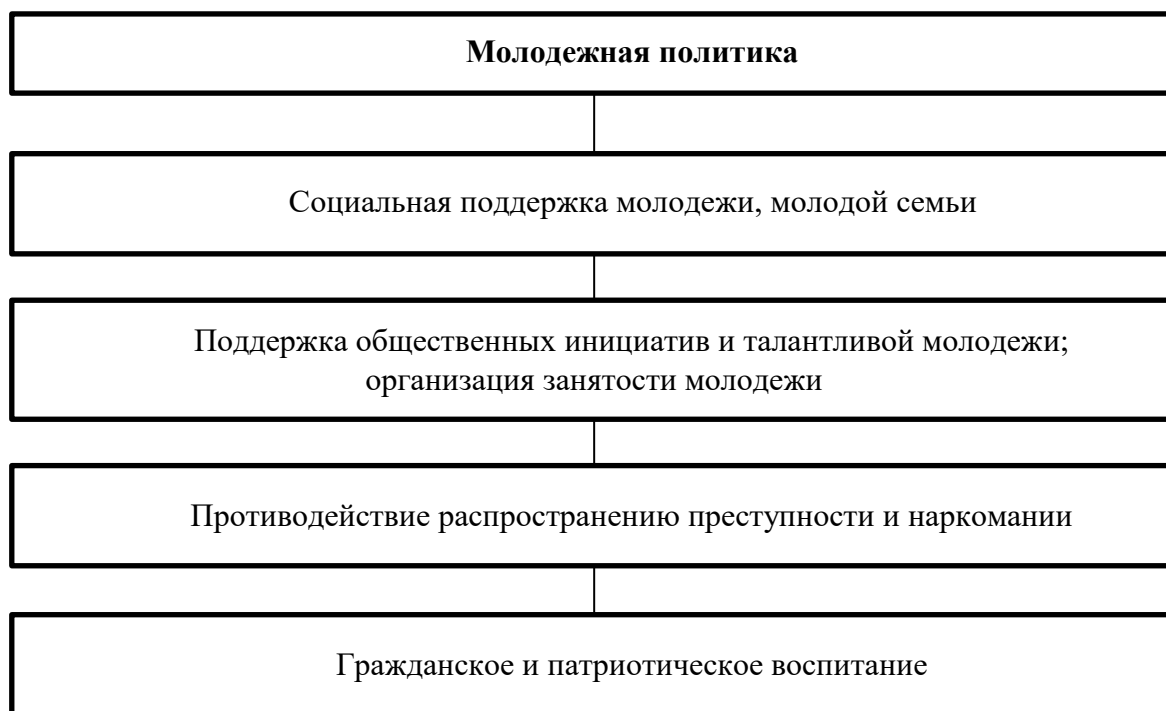 Молодежная политика
Социальная поддержка молодежи, молодой семьи
Поддержка общественных инициатив и талантливой молодежи;
организация занятости молодежи
Противодействие распространению преступности и наркомании
Гражданское и патриотическое воспитание